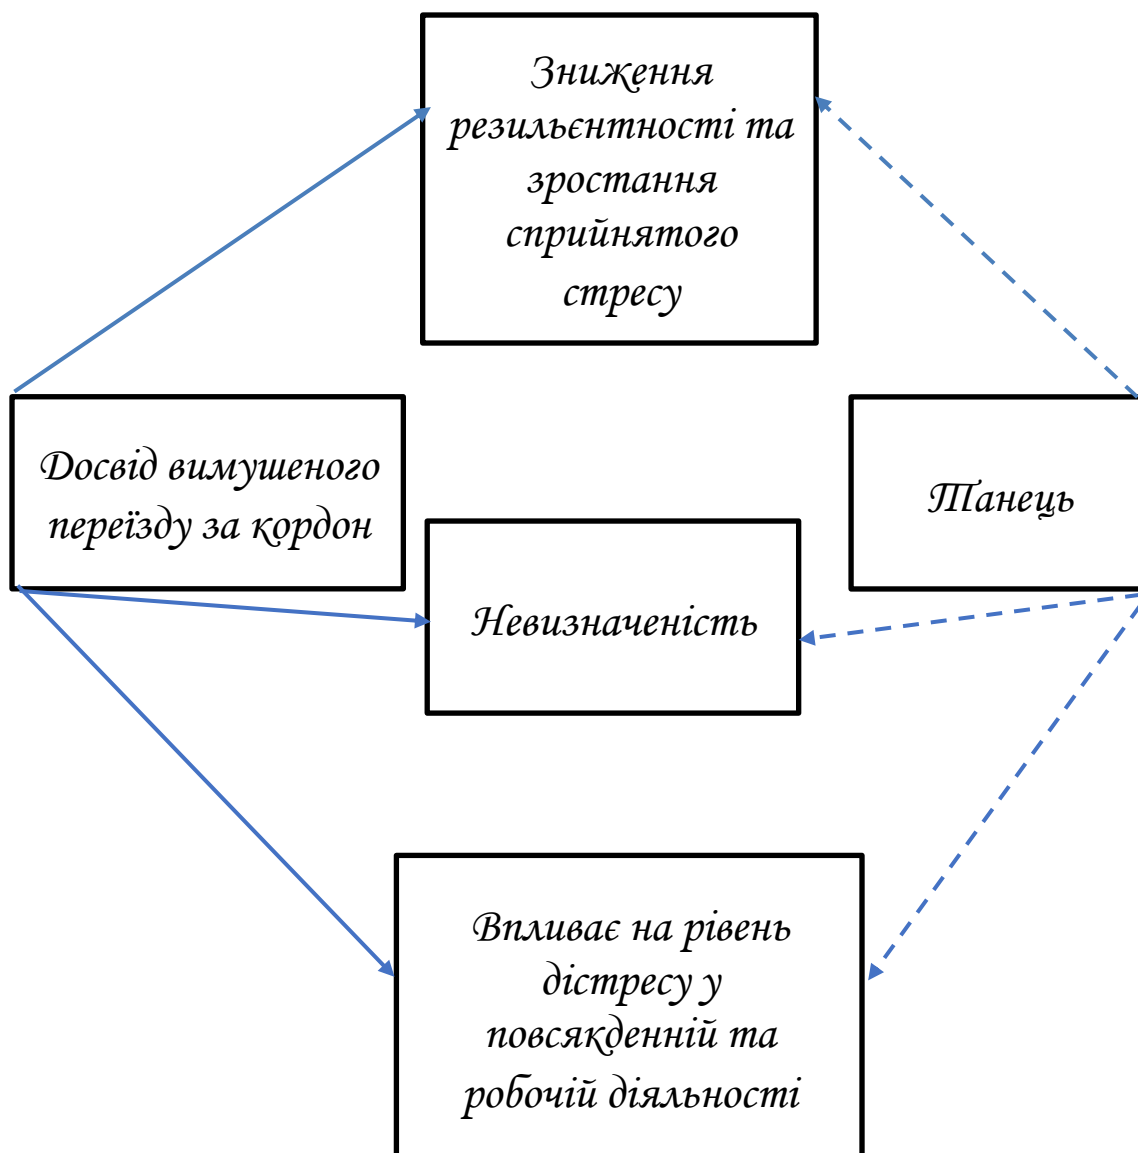 Зниження
резильєнтності та
зростання
сприйнятого
стресу
Досвід вимушеного
переїзду за кордон
Танець
Невизначеність
Впливає на рівень
дістресу у
повсякденній та
робочій діяльності